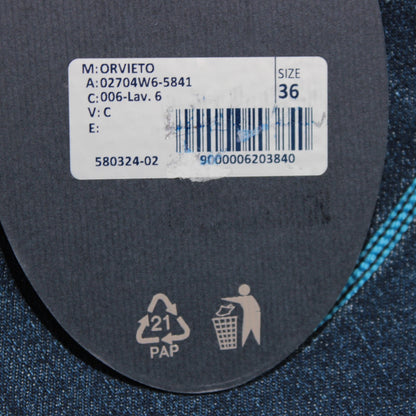 M: ORVIETO
A: 02704W6-5841
C: 006-Lav. 6
V: C
E:
SIZE
36
580324-02
9000006203840
21
PAP